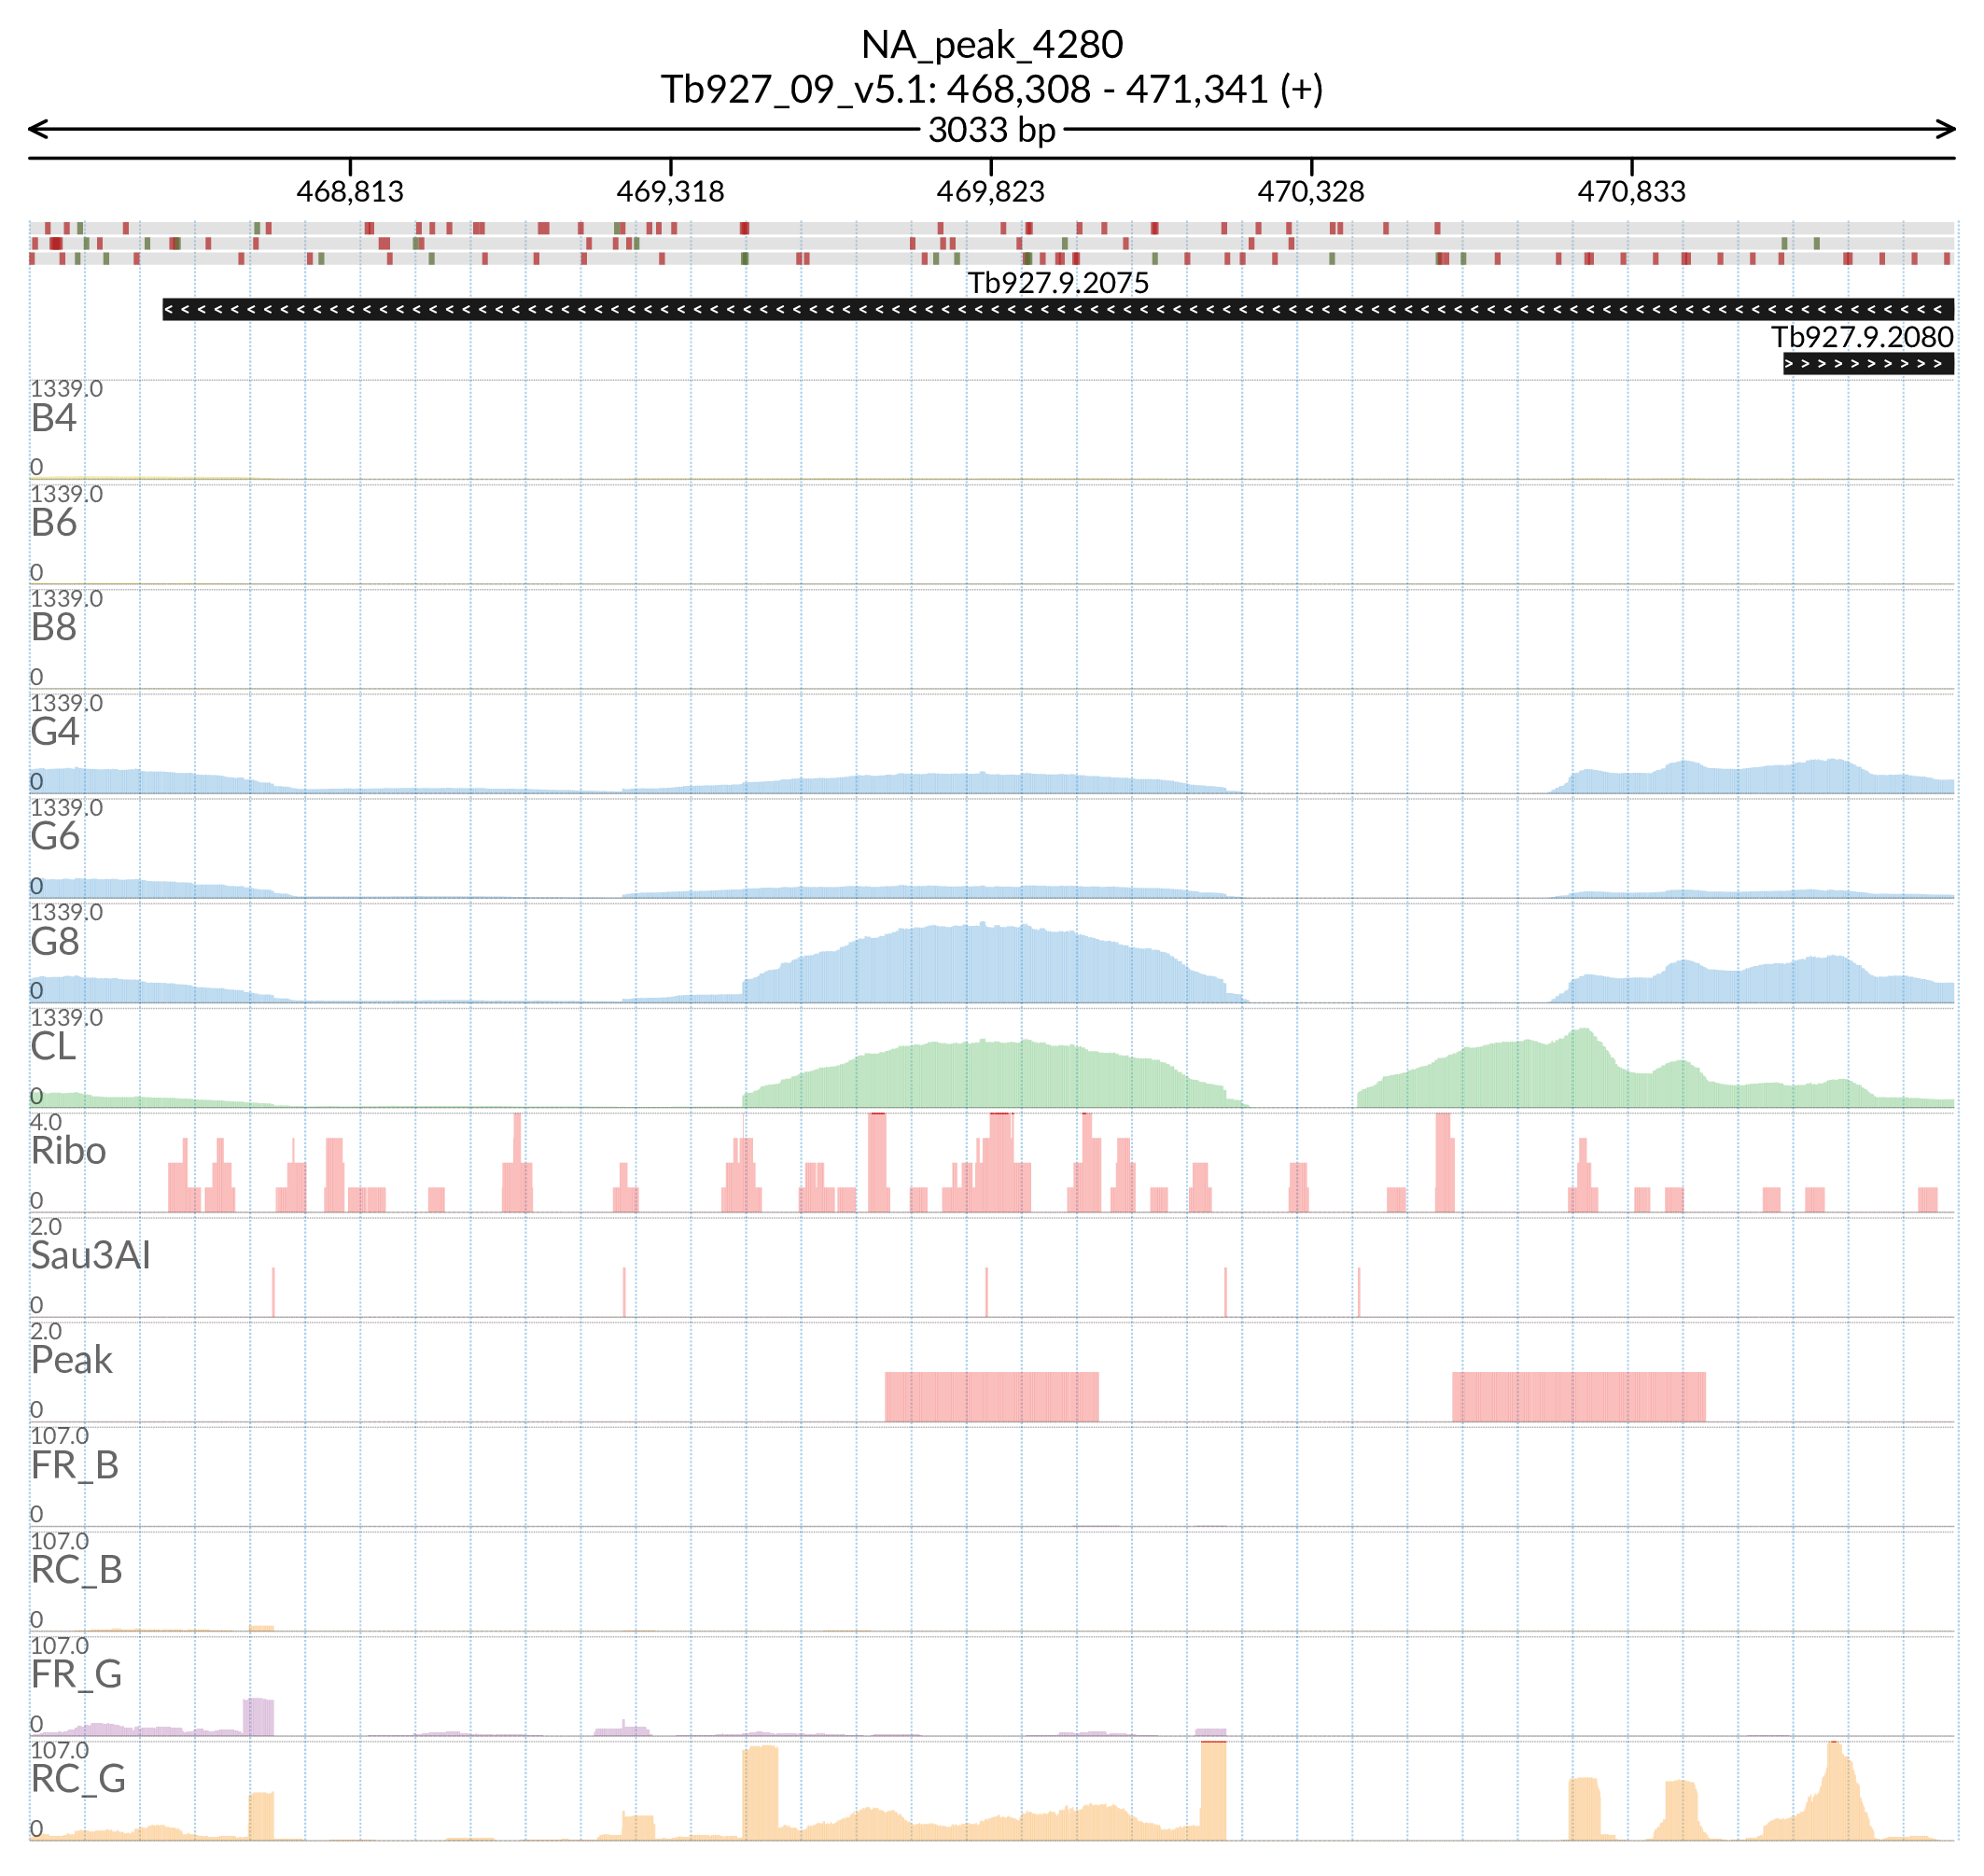 NA_peak_4280
Tb927_09_v5.1: 468,308 - 471,341 (+)
3033 bp
468,813 469,318 469,823 470,328 470,833
Tb927.9.2075
Tb927.9.2080
1339.0
B4
0
1339.0
B6
0
1339.0
B8
0
1339.0
G4
0
1339.0
G6
0
1339.0
G8
0
1339.0
CL
0
4.0
Ribo
0
2.0
Sau3AI
0
2.0
Peak
0
107.0
FR_B
0
107.0
RC_B
0
107.0
FR_G
0
107.0
RC_G
0